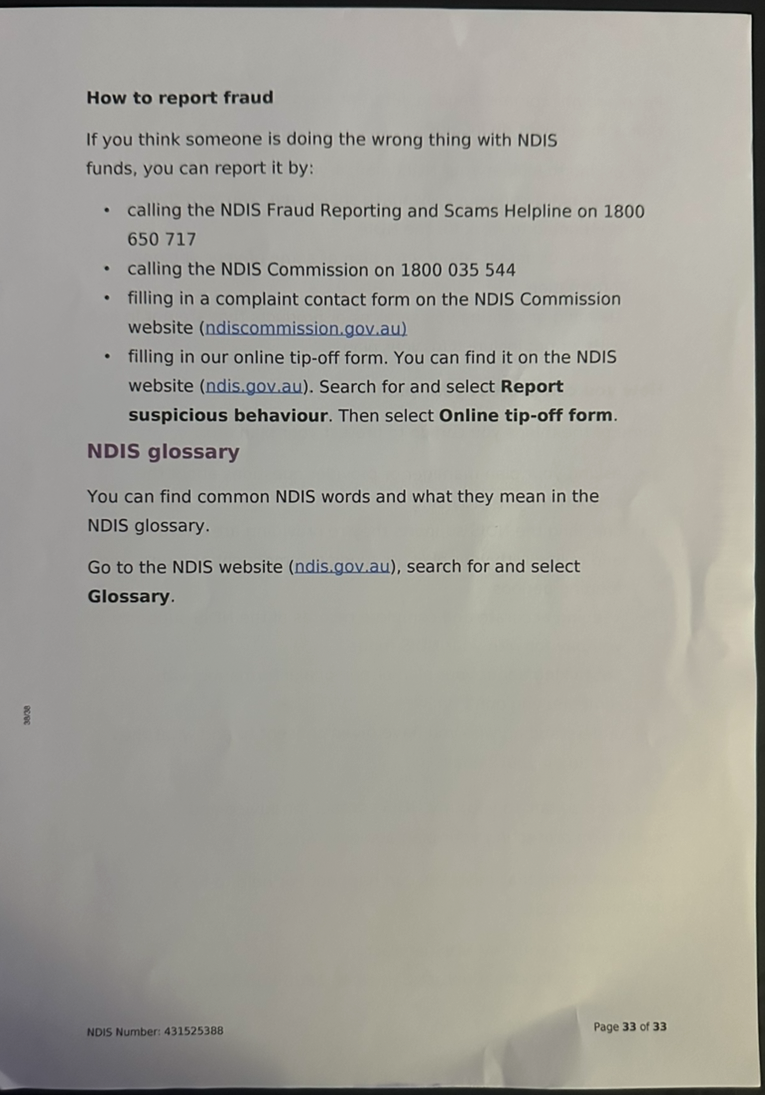 How to report fraud
If you think someone is doing the wrong thing with NDIS
funds, you can report it by:
• calling the NDIS Fraud Reporting and Scams Helpline on 1800
650 717
• calling the NDIS Commission on 1800 035 544
• filling in a complaint contact form on the NDIS Commission
website (ndiscommission.gov.au)
• filling in our online tip-off form. You can find it on the NDIS
website (ndis.gov.au). Search for and select Report
suspicious behaviour. Then select Online tip-off form.
NDIS glossary
You can find common NDIS words and what they mean in the
NDIS glossary.
Go to the NDIS website (ndis.gov.au), search for and select
Glossary.
NDIS Number: 431525388
Page 33 of 33